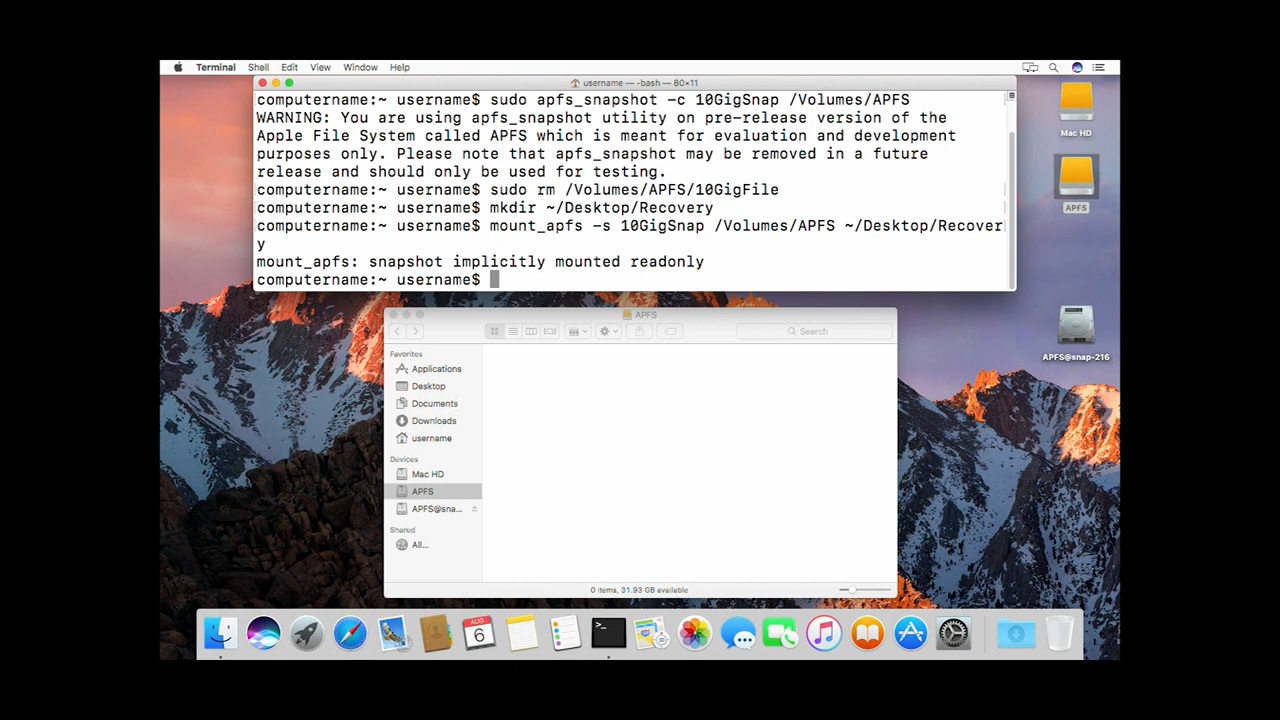 Terminal Shell Edit View Window Help
username — -bash — 80×11
computername:~ username$ sudo apfs_snapshot -c 10GigSnap /Volumes/APFS
WARNING: You are using apfs_snapshot utility on pre-release version of the
Apple File System called APFS which is meant for evaluation and development
purposes only. Please note that apfs_snapshot may be removed in a future
release and should only be used for testing.
computername:~ username$ sudo rm /Volumes/APFS/10GigFile
computername:~ username$ mkdir ~/Desktop/Recovery
computername:~ username$ mount_apfs -s 10GigSnap /Volumes/APFS ~/Desktop/Recover
y
mount_apfs: snapshot implicitly mounted readonly
computername:~ username$
Mac HD
APFS
APFS@snap-216
APFS
Search
Favorites
Applications
Desktop
Documents
Downloads
username
Devices
Mac HD
APFS
APFS@sna...
Shared
All...
0 items, 31.93 GB available
AUG
6